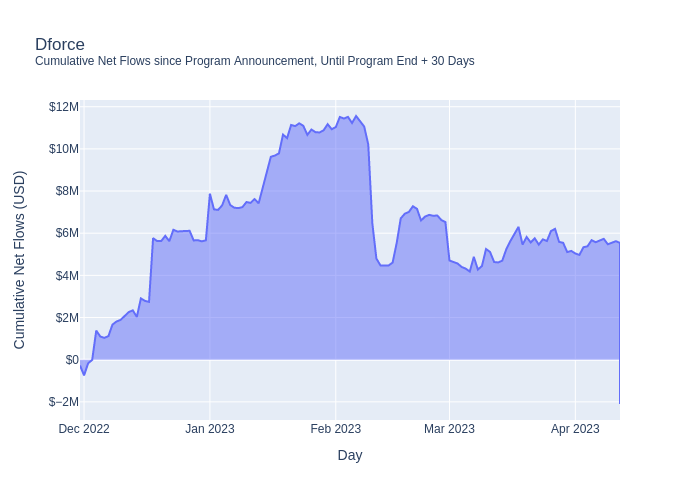 Dforce
Cumulative Net Flows since Program Announcement, Until Program End + 30 Days
$12M
$10M
$8M
$6M
$4M
$2M
$0
$−2M
Cumulative Net Flows (USD)
Dec 2022
Jan 2023
Feb 2023
Mar 2023
Apr 2023
Day